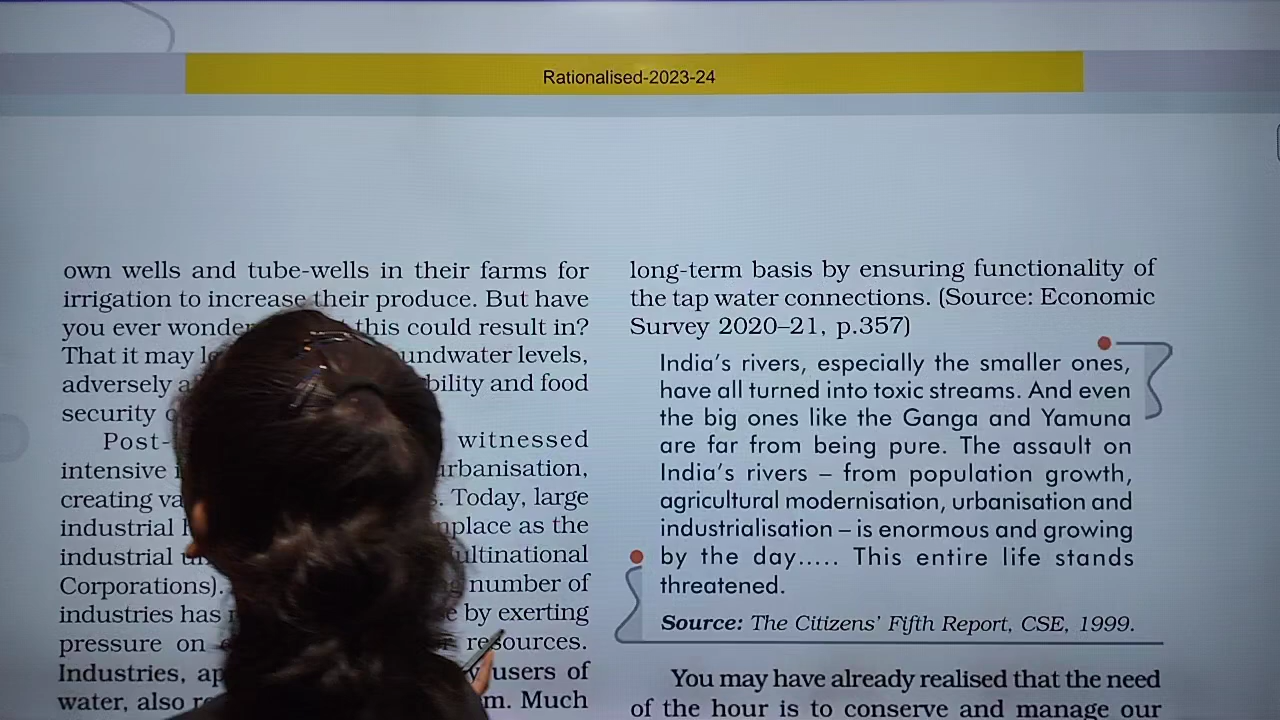 Rationalised-2023-24
own wells and tube-wells in their farms for
irrigation to increase their produce. But have
you ever this could result in?
That it may levels,
adversely and food
security
Post- witnessed
intensive urbanisation,
creating Today, large
industrial as the
industrial
Corporations). number of
industries has by exerting
pressure on resources.
Industries, users of
water, also Much
long-term basis by ensuring functionality of
the tap water connections. (Source: Economic
Survey 2020–21, p.357)
India's rivers, especially the smaller ones,
have all turned into toxic streams. And even
the big ones like the Ganga and Yamuna
are far from being pure. The assault on
India's rivers – from population growth,
agricultural modernisation, urbanisation and
industrialisation – is enormous and growing
by the day..... This entire life stands
threatened.
Source: The Citizens' Fifth Report, CSE, 1999.
You may have already realised that the need
of the hour is to conserve and manage our